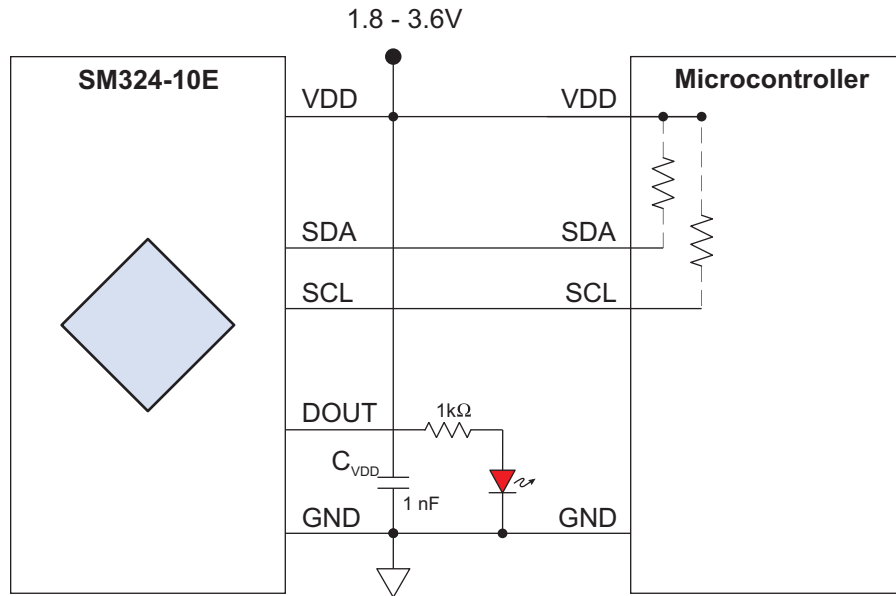 1.8 - 3.6V
SM324-10E
Microcontroller
VDD
VDD
SDA
SDA
SCL
SCL
DOUT
1kΩ
CVDD
1 nF
GND
GND